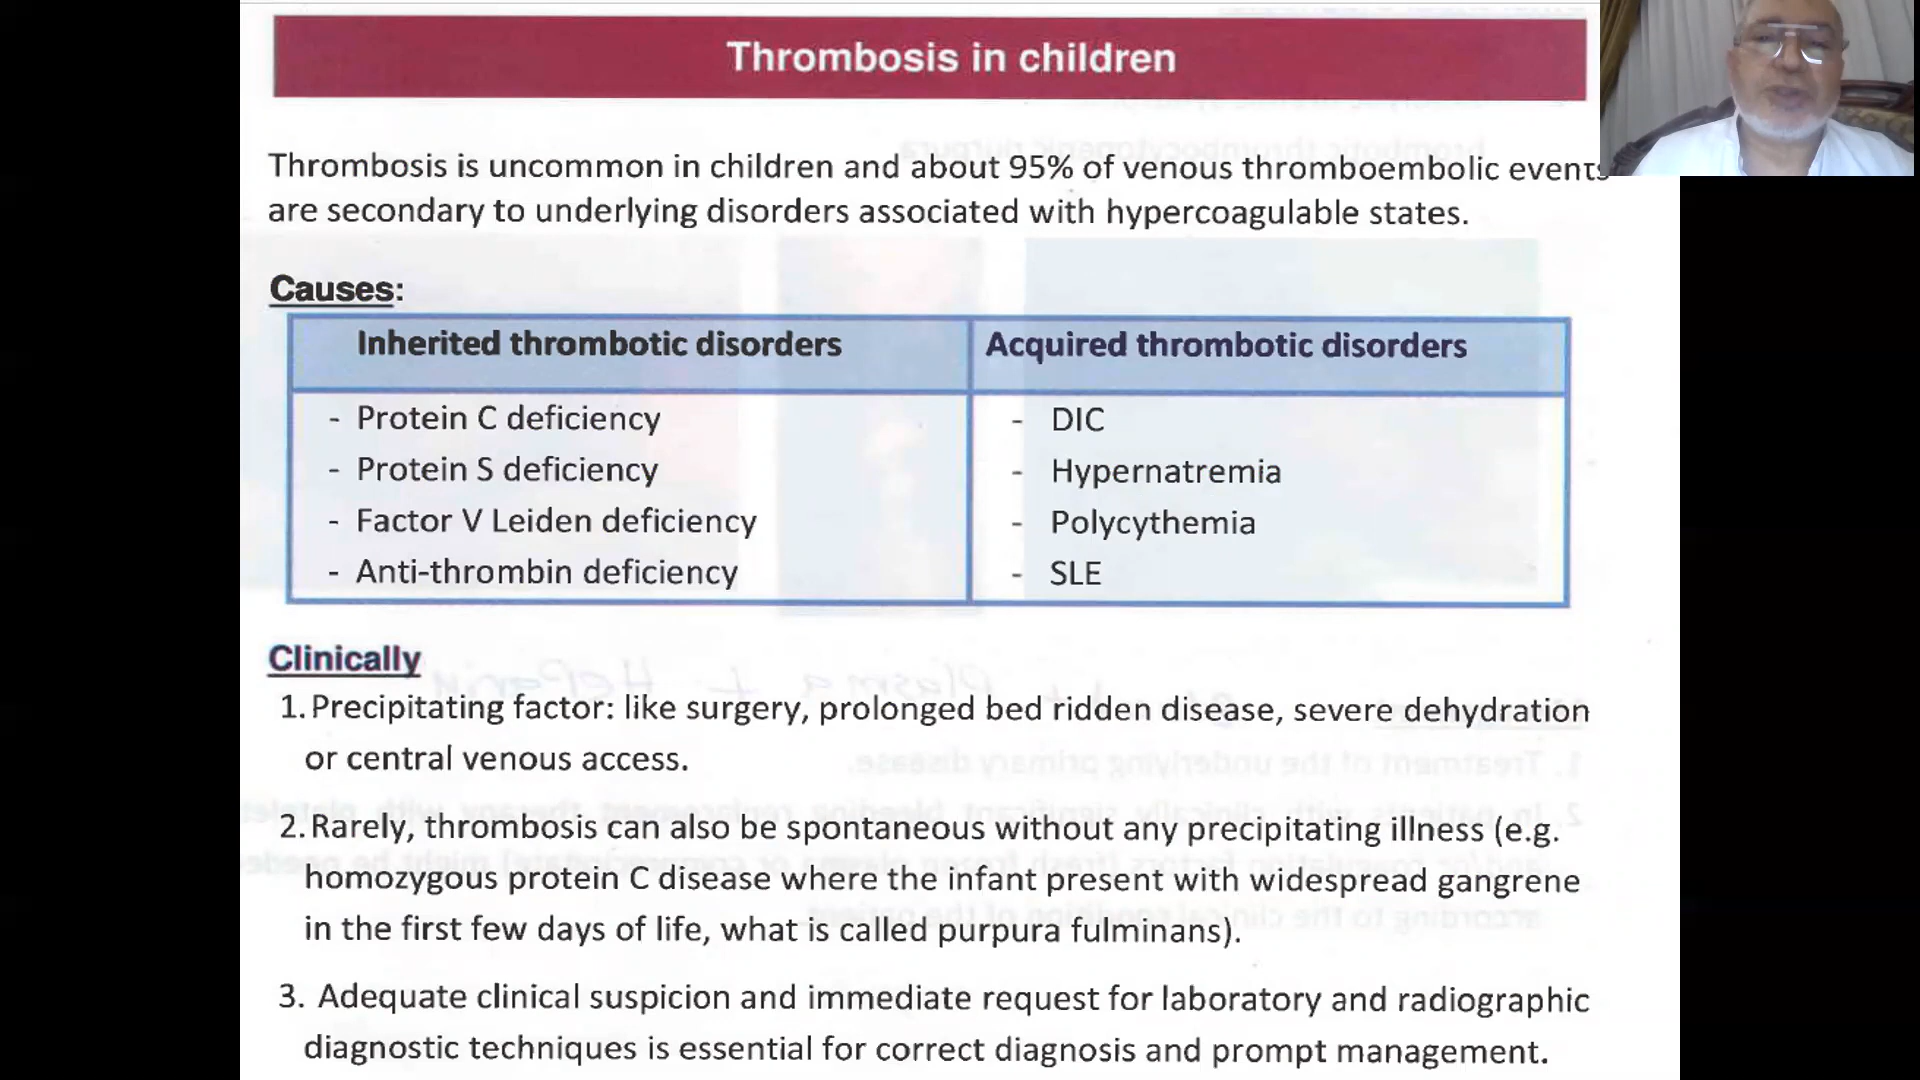 Thrombosis in children
Thrombosis is uncommon in children and about 95% of venous thromboembolic events
are secondary to underlying disorders associated with hypercoagulable states.
Causes:
Inherited thrombotic disorders
- Protein C deficiency
- Protein S deficiency
- Factor V Leiden deficiency
- Anti-thrombin deficiency
Acquired thrombotic disorders
- DIC
- Hypernatremia
- Polycythemia
- SLE
Clinically
1. Precipitating factor: like surgery, prolonged bed ridden disease, severe dehydration
or central venous access.
2. Rarely, thrombosis can also be spontaneous without any precipitating illness (e.g.
homozygous protein C disease where the infant present with widespread gangrene
in the first few days of life, what is called purpura fulminans).
3. Adequate clinical suspicion and immediate request for laboratory and radiographic
diagnostic techniques is essential for correct diagnosis and prompt management.